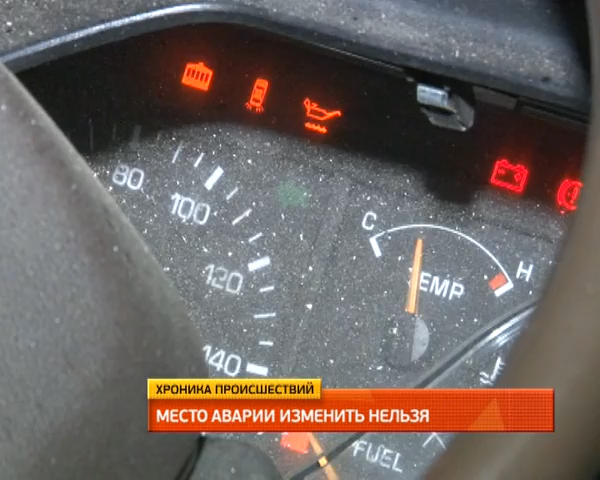 80
100
120
140
C
H
TEMP
ХРОНИКА ПРОИСШЕСТВИЙ
МЕСТО АВАРИИ ИЗМЕНИТЬ НЕЛЬЗЯ
FUEL